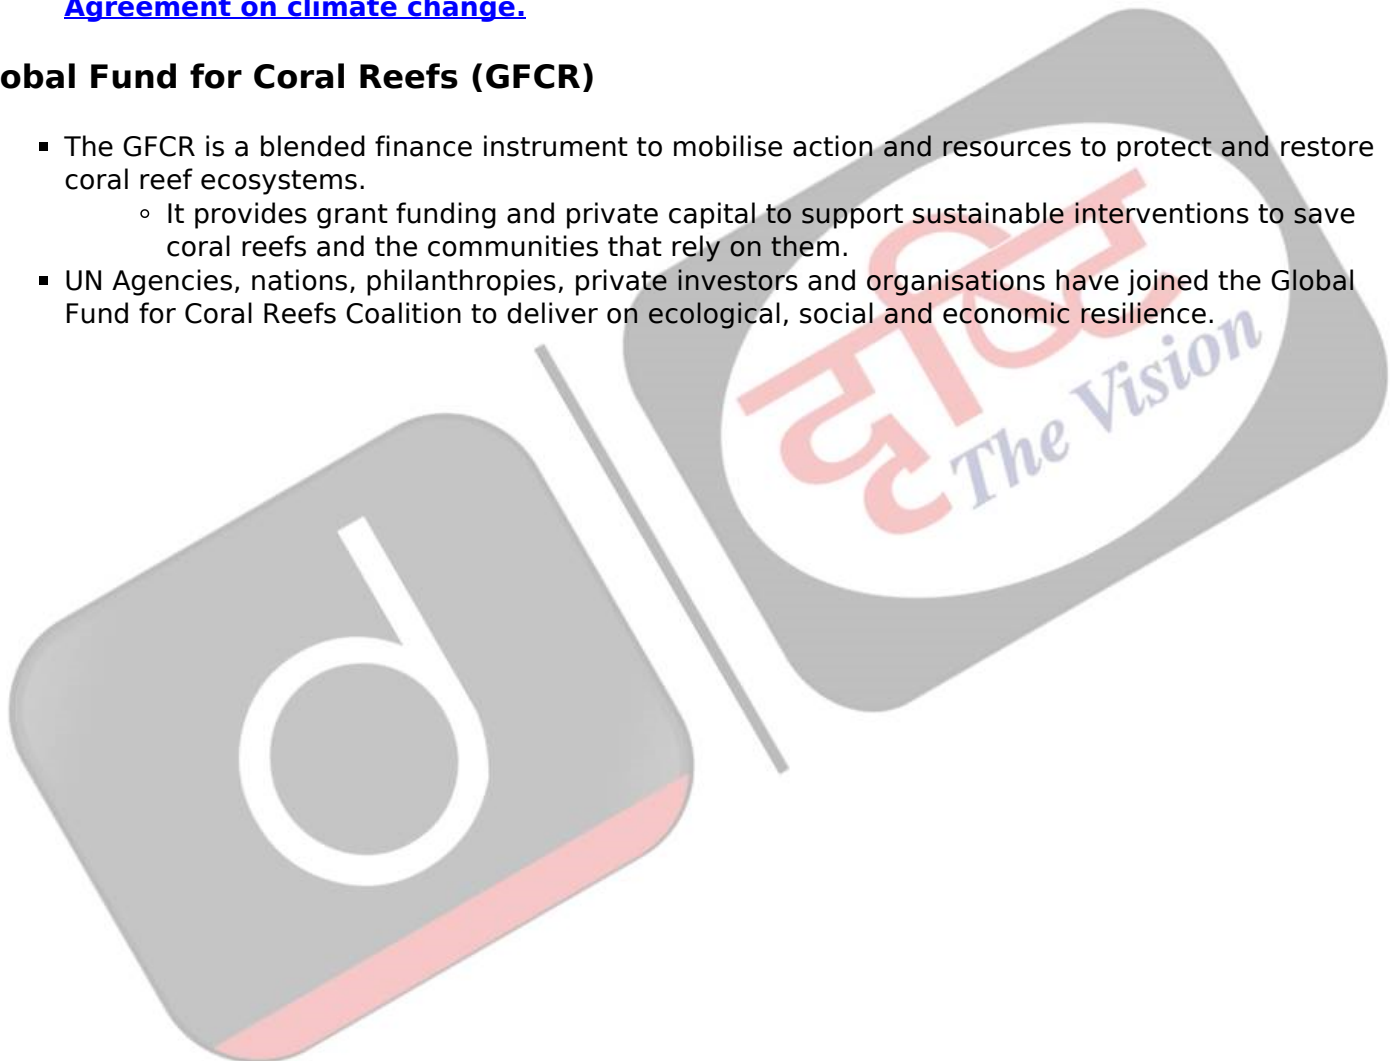 Agreement on climate change.
obal Fund for Coral Reefs (GFCR)
▪ The GFCR is a blended finance instrument to mobilise action and resources to protect and restore
coral reef ecosystems.
◦ It provides grant funding and private capital to support sustainable interventions to save
coral reefs and the communities that rely on them.
▪ UN Agencies, nations, philanthropies, private investors and organisations have joined the Global
Fund for Coral Reefs Coalition to deliver on ecological, social and economic resilience.
दृष्टि
The Vision
d